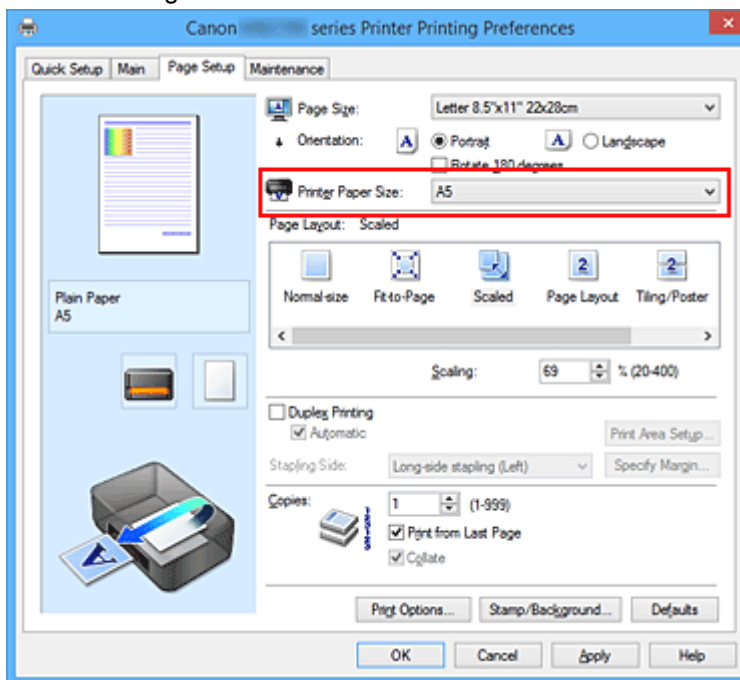 Canon series Printer Printing Preferences
Quick Setup Main Page Setup Maintenance
Page Size: Letter 8.5"x11" 22x28cm
Orientation: A Portrait A Landscape
Rotate 180 degrees
Printer Paper Size: A5
Page Layout: Scaled
2 2
Normal-size Fit-to-Page Scaled Page Layout Tiling/Poster
Plain Paper
A5
Scaling: 69 % (20-400)
Duplex Printing
Automatic Print Area Setup...
Stapling Side: Long-side stapling (Left) Specify Margin...
Copies: 1 (1-999)
Print from Last Page
Collate
A
Print Options... Stamp/Background... Defaults
OK Cancel Apply Help